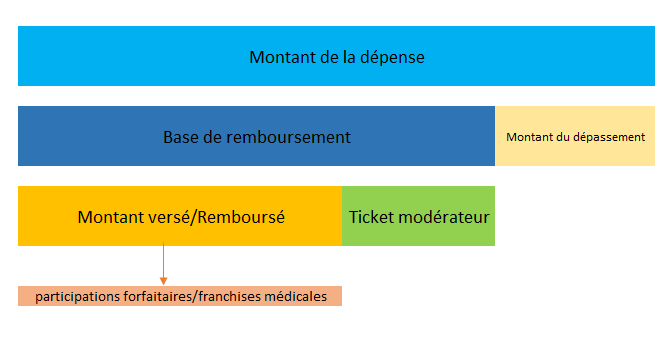 Montant de la dépense
Base de remboursement
Montant du dépassement
Montant versé/Remboursé
Ticket modérateur
participations forfaitaires/franchises médicales